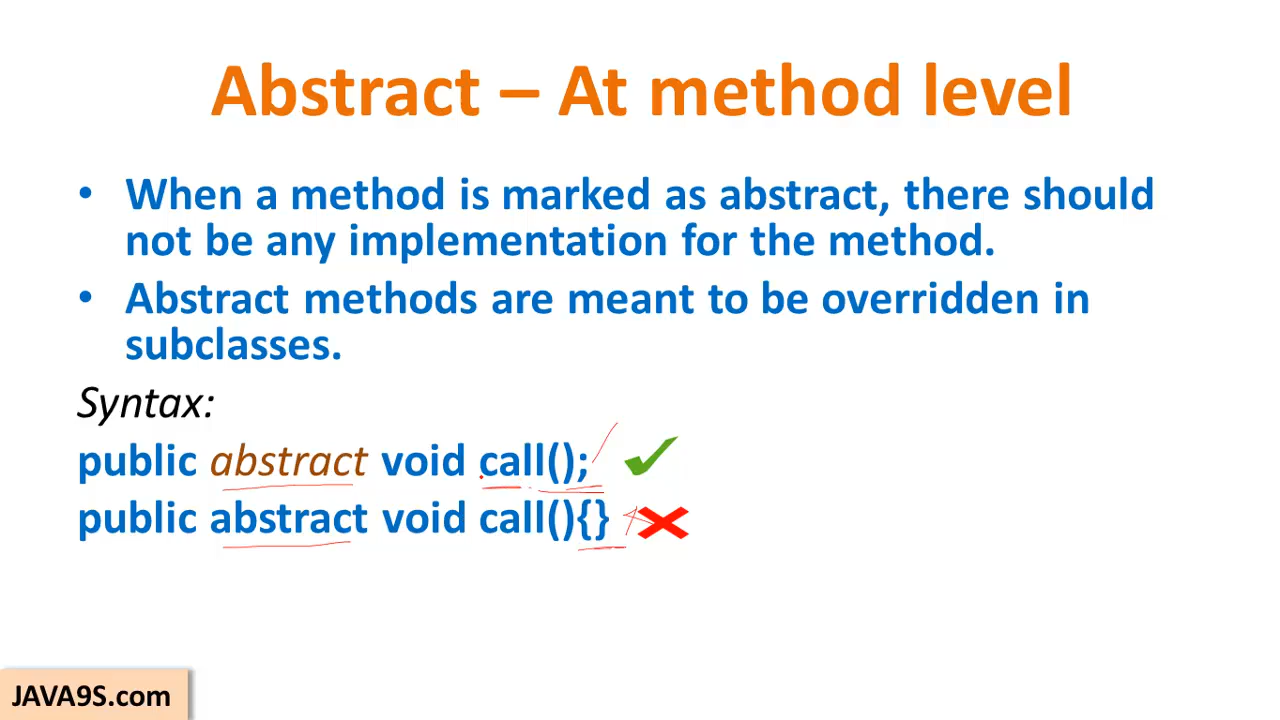 Abstract – At method level
• When a method is marked as abstract, there should
not be any implementation for the method.
• Abstract methods are meant to be overridden in
subclasses.
Syntax:
public abstract void call();
public abstract void call(){}
JAVA9S.com